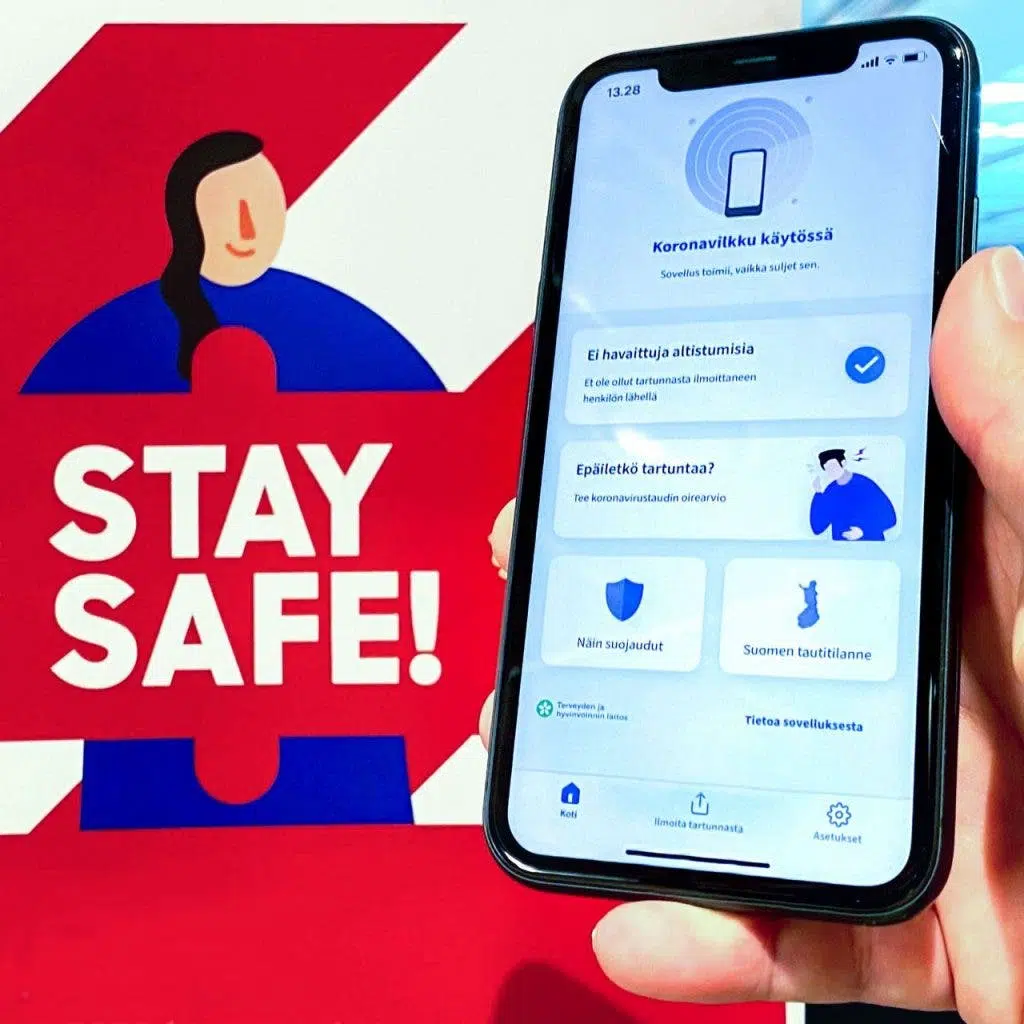 STAY
SAFE!
13.28
Koronavilkku käytössä
Sovellus toimii, vaikka suljet sen.
Ei havaittuja altistumisia
Et ole ollut tartunnasta ilmoittaneen
henkilön lähellä
Epäiletkö tartuntaa?
Tee koronavirustaudin oirearvio
Näin suojaudut
Suomen tautitilanne
Terveyden ja
hyvinvoinnin laitos
Tietoa sovelluksesta
Koti
Ilmoita tartunnasta
Asetukset